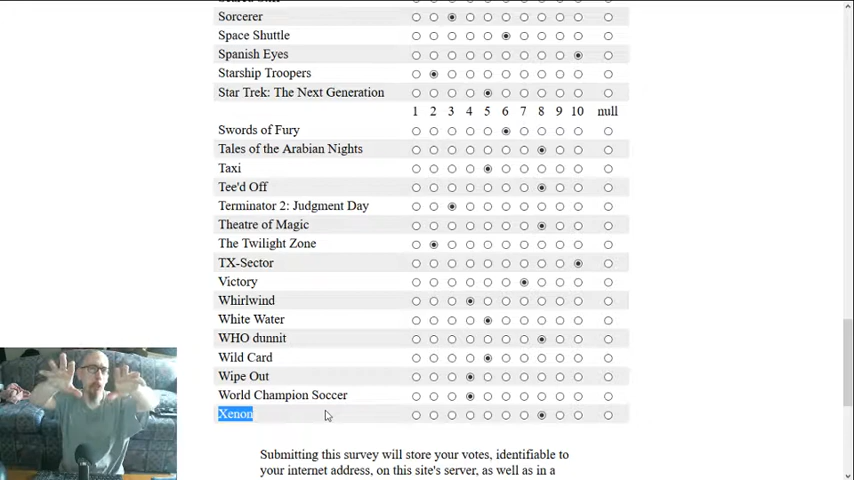 Sorcerer
Space Shuttle
Spanish Eyes
Starship Troopers
Star Trek: The Next Generation
1 2 3 4 5 6 7 8 9 10 null
Swords of Fury
Tales of the Arabian Nights
Taxi
Tee'd Off
Terminator 2: Judgment Day
Theatre of Magic
The Twilight Zone
TX-Sector
Victory
Whirlwind
White Water
WHO dunnit
Wild Card
Wipe Out
World Champion Soccer
Xenon
Submitting this survey will store your votes, identifiable to
your internet address, on this site's server, as well as in a